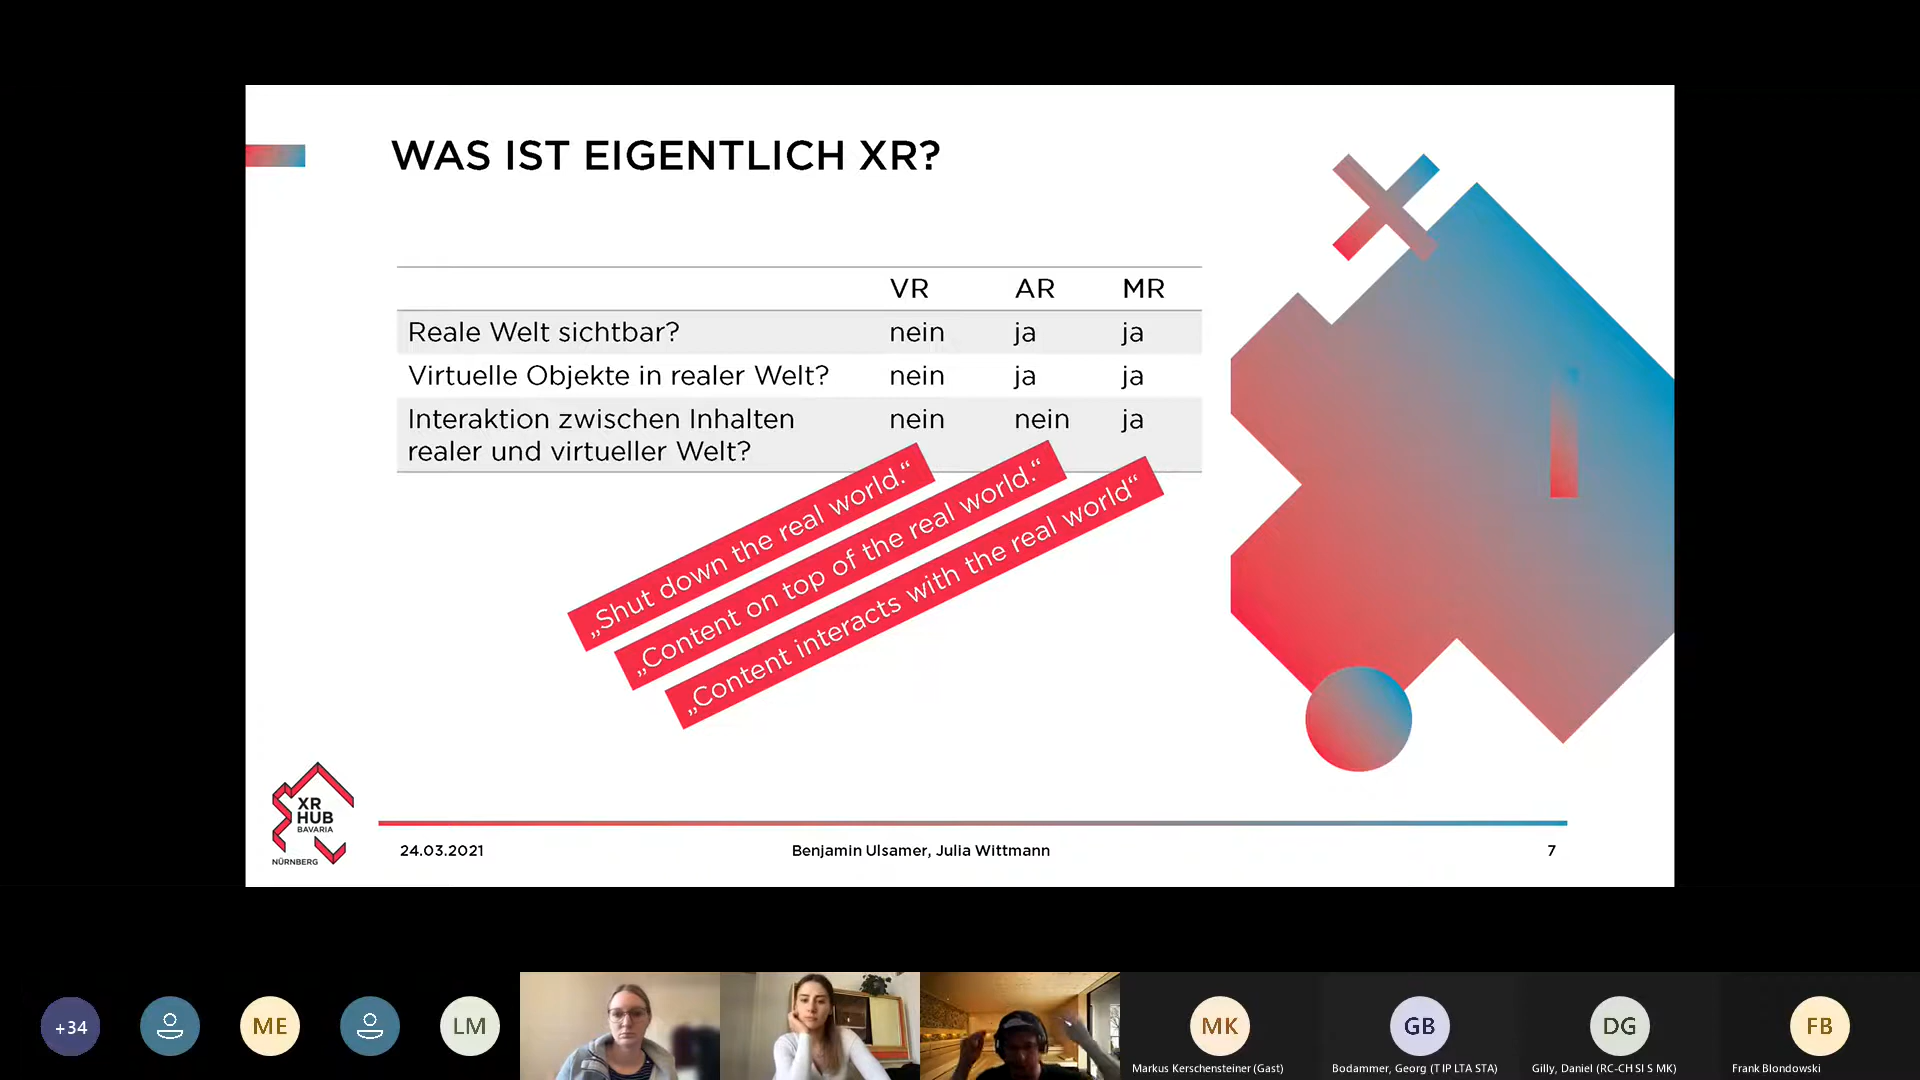 WAS IST EIGENTLICH XR?
VR AR MR
Reale Welt sichtbar? nein ja ja
Virtuelle Objekte in realer Welt? nein ja ja
Interaktion zwischen Inhalten nein nein ja
realer und virtueller Welt?
„Shut down the real world.“
„Content on top of the real world.“
„Content interacts with the real world“
XR
HUB
BAVARIA
NÜRNBERG
24.03.2021 Benjamin Ulsamer, Julia Wittmann 7
+34 ME LM MK GB DG FB
Markus Kerschensteiner (Gast) Bodammer, Georg (T IP LTA STA) Gilly, Daniel (RC-CH SI S MK) Frank Blondowski